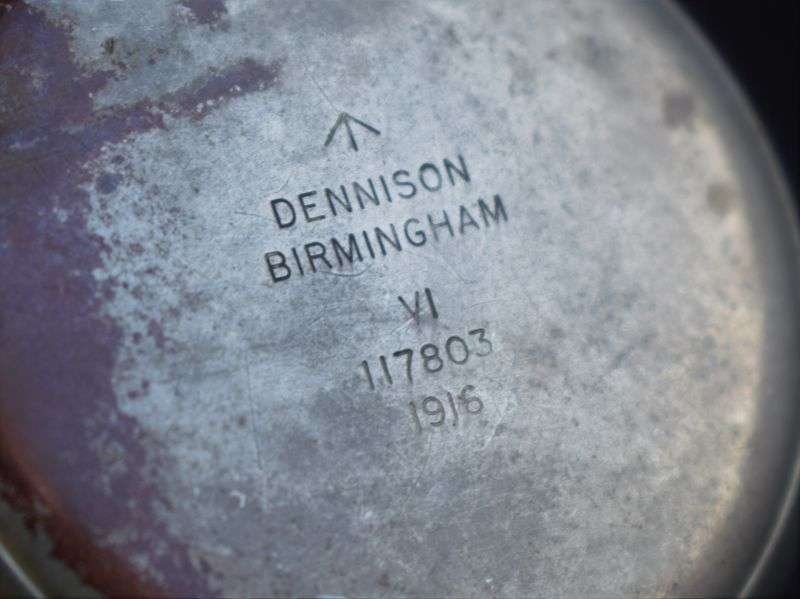 DENNISON
BIRMINGHAM
VI
117803
1916